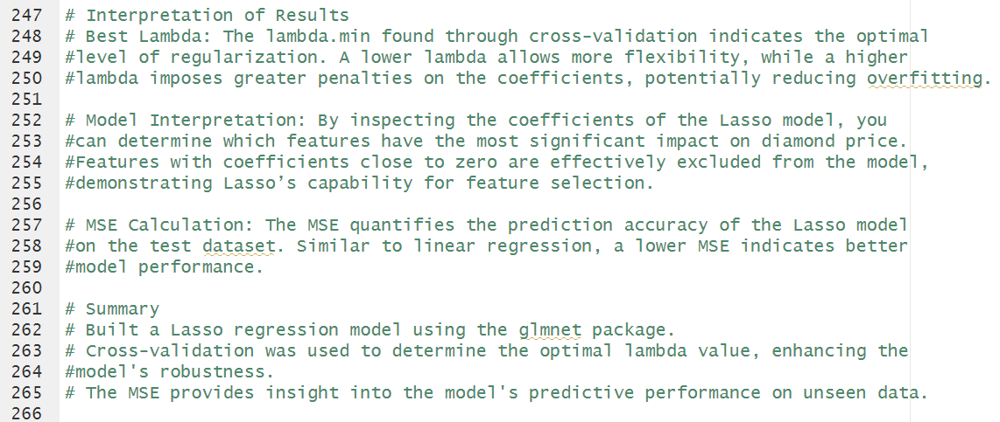 247 # Interpretation of Results
248 # Best Lambda: The lambda.min found through cross-validation indicates the optimal
249 #level of regularization. A lower lambda allows more flexibility, while a higher
250 #lambda imposes greater penalties on the coefficients, potentially reducing overfitting.
251
252 # Model Interpretation: By inspecting the coefficients of the Lasso model, you
253 #can determine which features have the most significant impact on diamond price.
254 #Features with coefficients close to zero are effectively excluded from the model,
255 #demonstrating Lasso’s capability for feature selection.
256
257 # MSE Calculation: The MSE quantifies the prediction accuracy of the Lasso model
258 #on the test dataset. Similar to linear regression, a lower MSE indicates better
259 #model performance.
260
261 # Summary
262 # Built a Lasso regression model using the glmnet package.
263 # Cross-validation was used to determine the optimal lambda value, enhancing the
264 #model's robustness.
265 # The MSE provides insight into the model's predictive performance on unseen data.
266